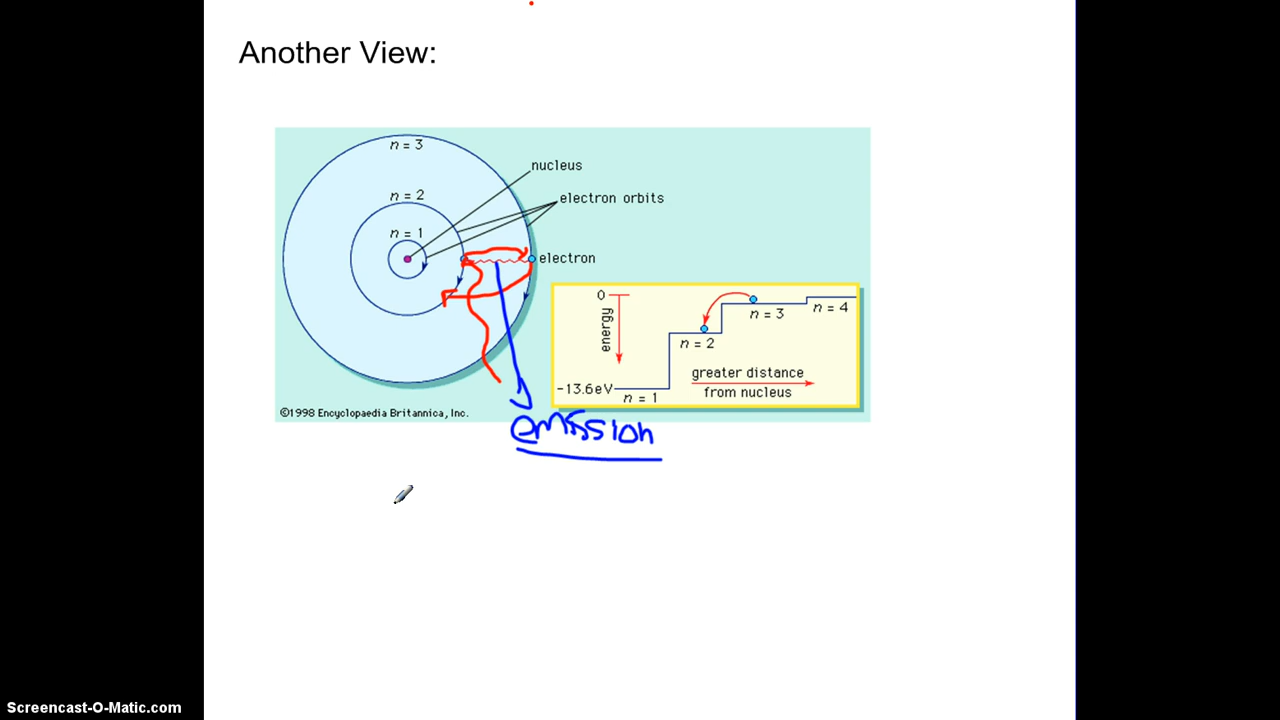 Another View:
n = 3
nucleus
n = 2
electron orbits
n = 1
electron
0
energy
n = 3
n = 4
n = 2
greater distance
from nucleus
-13.6eV
n = 1
©1998 Encyclopaedia Britannica, Inc.
emission
Screencast-O-Matic.com